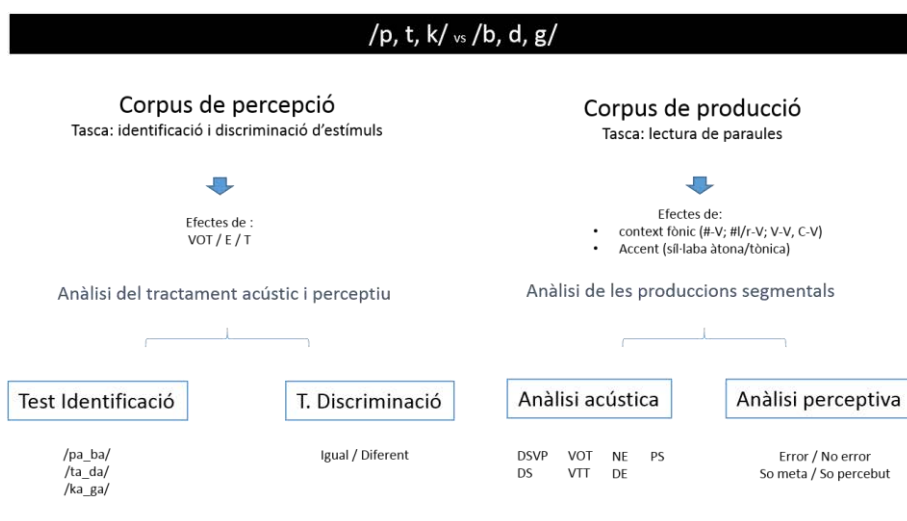 /p, t, k/ vs /b, d, g/
Corpus de percepció
Tasca: identificació i discriminació d'estímuls
Efectes de :
VOT / E / T
Anàlisi del tractament acústic i perceptiu
Test Identificació
/pa_ba/
/ta_da/
/ka_ga/
T. Discriminació
Igual / Diferent
Corpus de producció
Tasca: lectura de paraules
Efectes de:
• context fònic (#-V; #l/r-V; V-V, C-V)
• Accent (síl·laba àtona/tònica)
Anàlisi de les produccions segmentals
Anàlisi acústica
DSVP VOT NE PS
DS VTT DE
Anàlisi perceptiva
Error / No error
So meta / So percebut